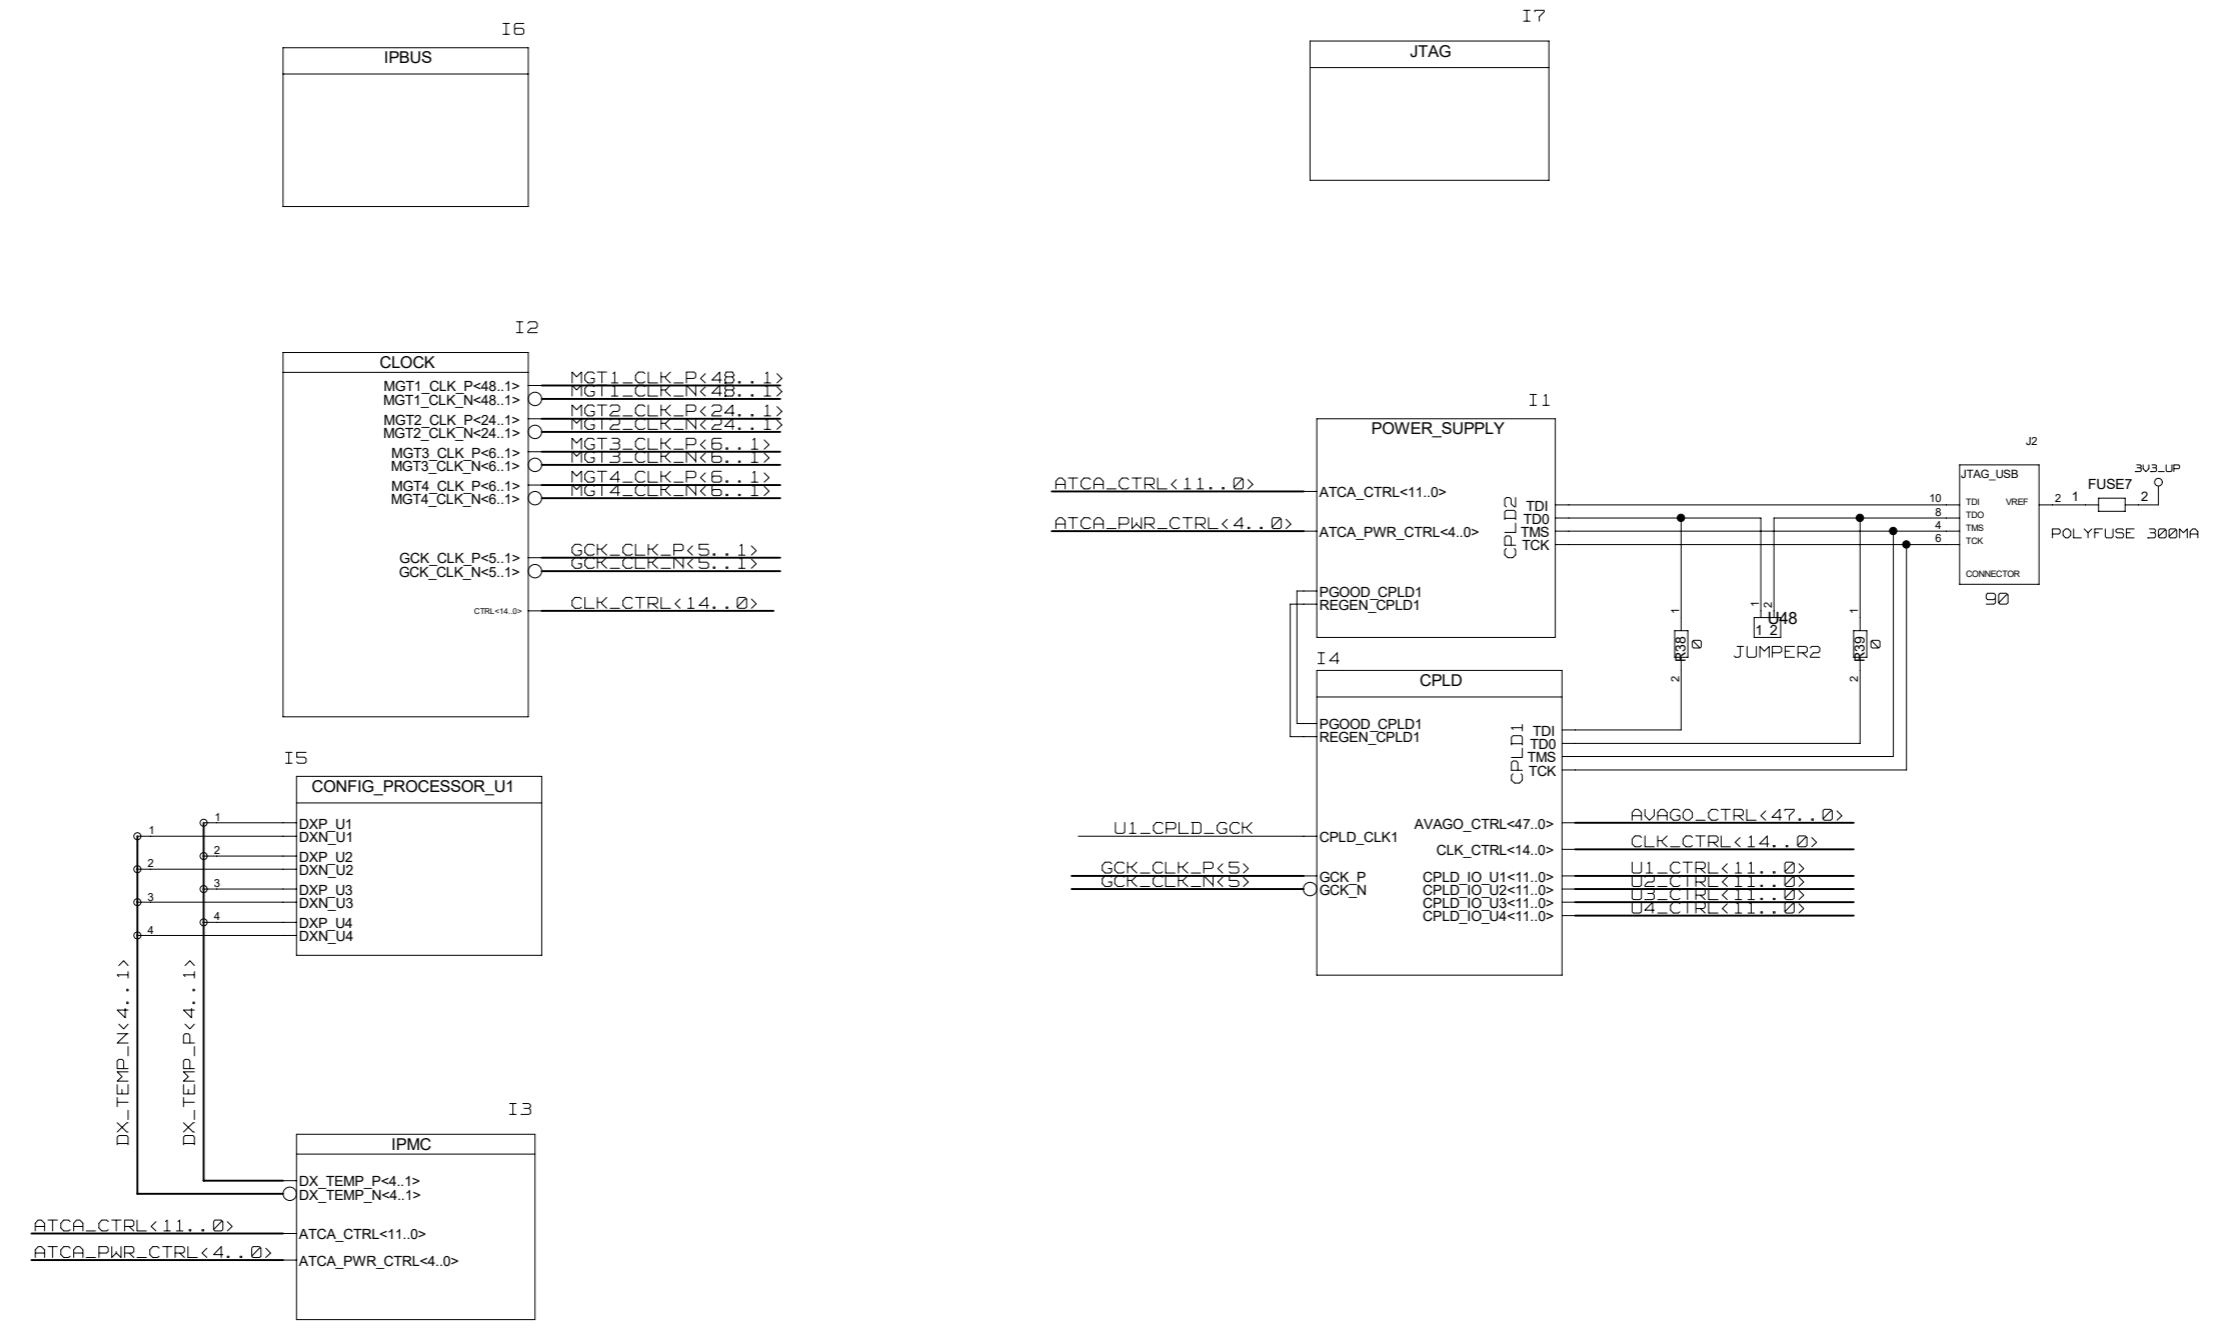 I6
IPBUS
I7
JTAG
I2
CLOCK
MGT1_CLK_P<48..1> MGT1_CLK_P<48..1>
MGT1_CLK_N<48..1> MGT1_CLK_N<48..1>
MGT2_CLK_P<24..1> MGT2_CLK_P<24..1>
MGT2_CLK_N<24..1> MGT2_CLK_N<24..1>
MGT3_CLK_P<6..1> MGT3_CLK_P<6..1>
MGT3_CLK_N<6..1> MGT3_CLK_N<6..1>
MGT4_CLK_P<6..1> MGT4_CLK_P<6..1>
MGT4_CLK_N<6..1> MGT4_CLK_N<6..1>
GCK_CLK_P<5..1> GCK_CLK_P<5..1>
GCK_CLK_N<5..1> GCK_CLK_N<5..1>
CTRL<14..0> CLK_CTRL<14..0>
I5
CONFIG_PROCESSOR_U1
1 DXP_U1
1 DXN_U1
2 DXP_U2
2 DXN_U2
3 DXP_U3
3 DXN_U3
4 DXP_U4
4 DXN_U4
DX_TEMP_N<4..1>
DX_TEMP_P<4..1>
I3
IPMC
DX_TEMP_P<4..1>
DX_TEMP_N<4..1>
ATCA_CTRL<11..0> ATCA_CTRL<11..0>
ATCA_PWR_CTRL<4..0> ATCA_PWR_CTRL<4..0>
I1
POWER_SUPPLY
ATCA_CTRL<11..0> ATCA_CTRL<11..0>
ATCA_PWR_CTRL<4..0> ATCA_PWR_CTRL<4..0>
CPLD2
TDI
TD0
TMS
TCK
PGOOD_CPLD1
REGEN_CPLD1
J2
JTAG_USB
10 TDI VREF 2
8 TDO
4 TMS
6 TCK
CONNECTOR
90
3V3_UP
FUSE7
1 2
POLYFUSE 300MA
1
R38 0
2
1 2
U48
1 2
JUMPER2
1
R39 0
2
I4
CPLD
PGOOD_CPLD1
REGEN_CPLD1
CPLD1
TDI
TD0
TMS
TCK
U1_CPLD_GCK CPLD_CLK1
GCK_CLK_P<5> GCK_P
GCK_CLK_N<5> GCK_N
AVAGO_CTRL<47..0> AVAGO_CTRL<47..0>
CLK_CTRL<14..0> CLK_CTRL<14..0>
CPLD_IO_U1<11..0> U1_CTRL<11..0>
CPLD_IO_U2<11..0> U2_CTRL<11..0>
CPLD_IO_U3<11..0> U3_CTRL<11..0>
CPLD_IO_U4<11..0> U4_CTRL<11..0>